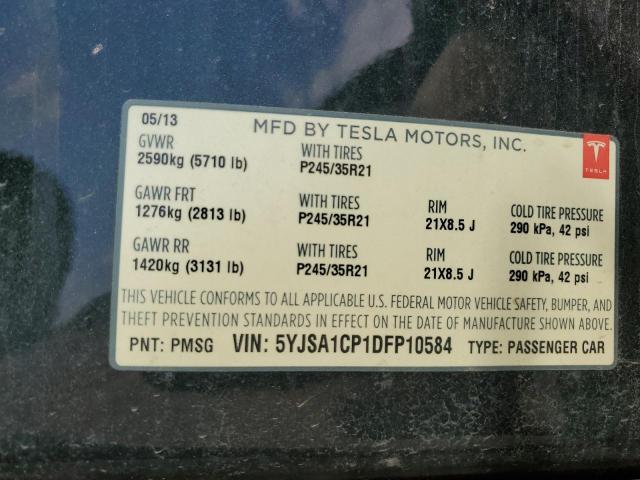 05/13 MFD BY TESLA MOTORS, INC.
GVWR WITH TIRES
2590kg (5710 lb) P245/35R21
TESLA
GAWR FRT WITH TIRES RIM COLD TIRE PRESSURE
1276kg (2813 lb) P245/35R21 21X8.5 J 290 kPa, 42 psi
GAWR RR WITH TIRES RIM COLD TIRE PRESSURE
1420kg (3131 lb) P245/35R21 21X8.5 J 290 kPa, 42 psi
THIS VEHICLE CONFORMS TO ALL APPLICABLE U.S. FEDERAL MOTOR VEHICLE SAFETY, BUMPER, AND
THEFT PREVENTION STANDARDS IN EFFECT ON THE DATE OF MANUFACTURE SHOWN ABOVE.
PNT: PMSG VIN: 5YJSA1CP1DFP10584 TYPE: PASSENGER CAR